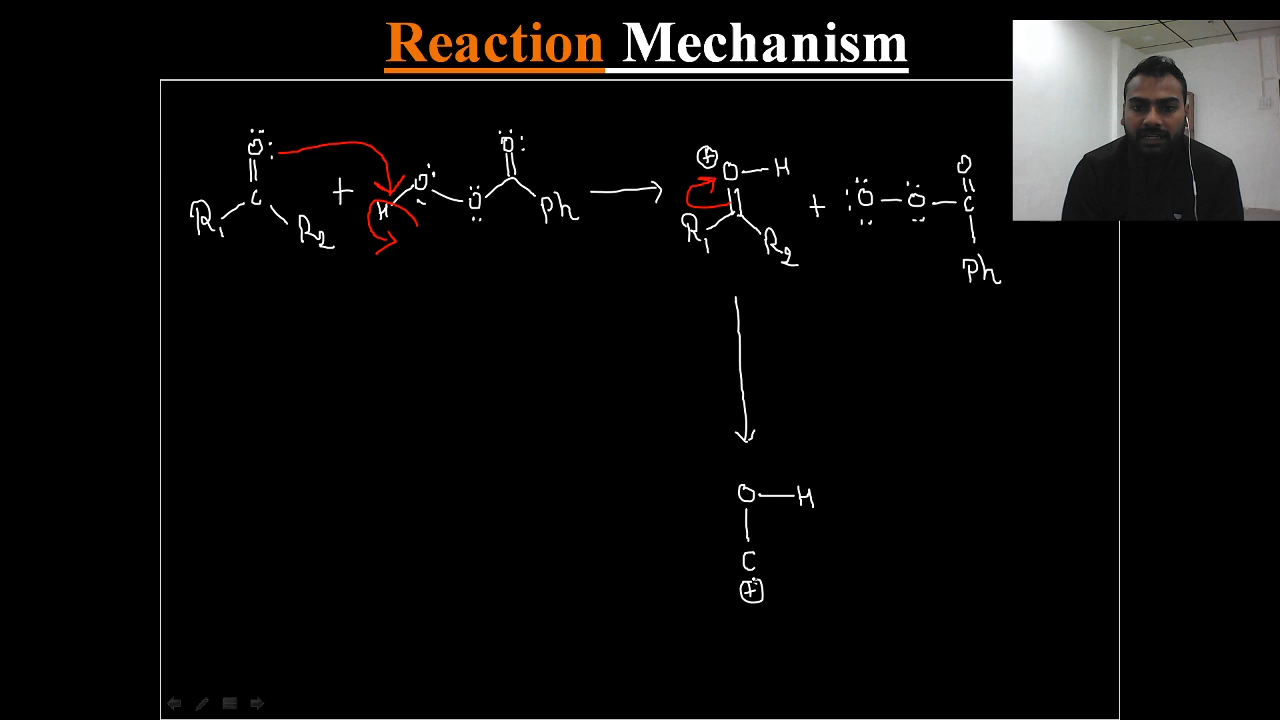 Reaction Mechanism
O
C
R1
R2
+
H
O
O
O
Ph
⊕
O—H
R1
R2
+
O—O—C
O
Ph
O—H
C
⊕